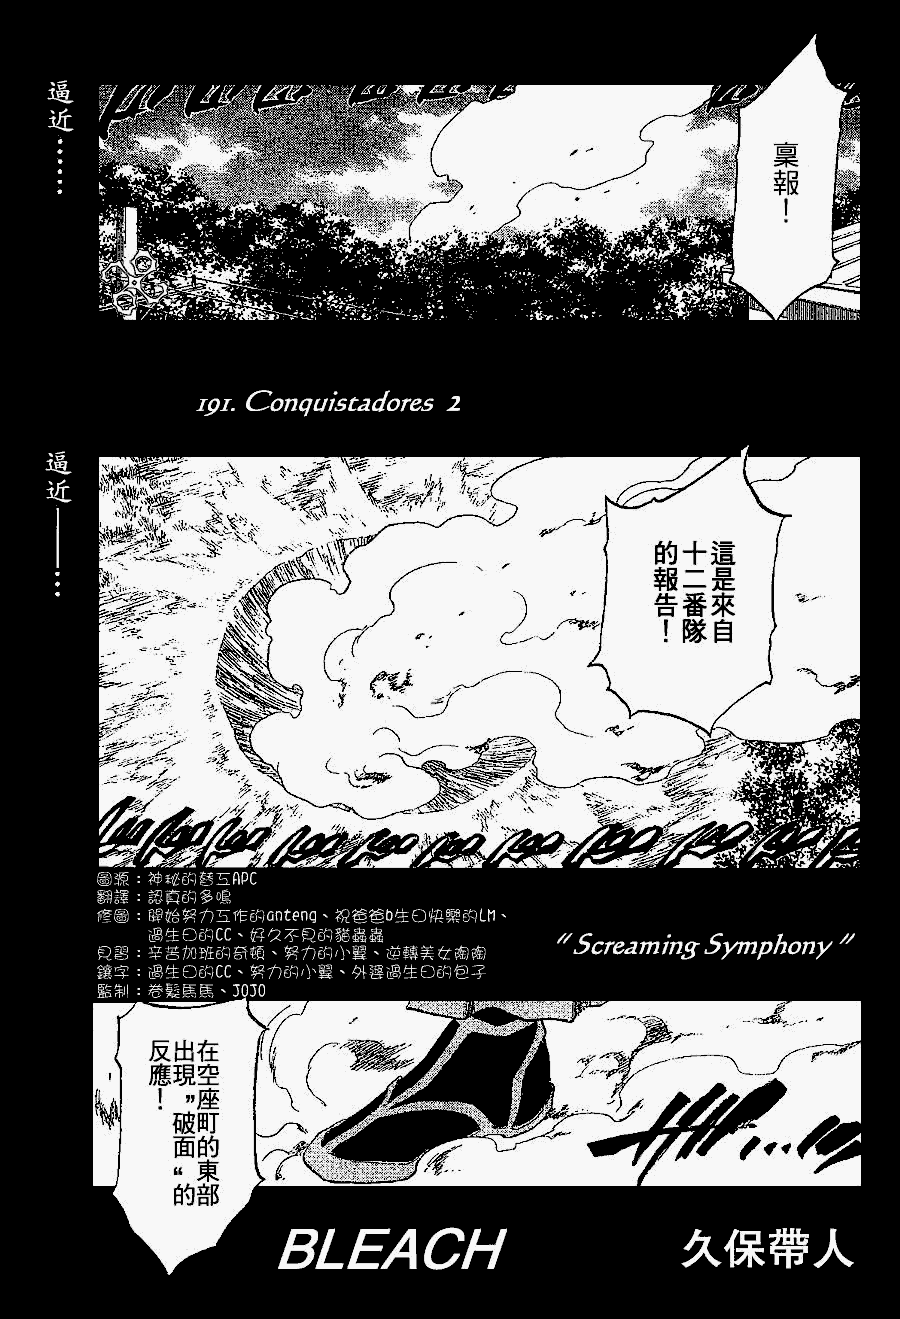 稟報！
逼近……
191. Conquistadores 2
這是來自
十二番隊
的報告！
逼近——…
圖源：神秘的替互APC
翻譯：認真的多鳴
修圖：開始努力工作的anteng、祝爸爸b生日快樂的LM、
過生日的CC、好久不見的貓蟲蟲
見習：辛苦加班的奇頓、努力的小翼、逆轉美女陶陶
鑲字：過生日的CC、努力的小翼、外遇過生日的包子
監制：卷髮馬馬、JOJO
“Screaming Symphony”
在空座町的東部
出現”破面“的
反應！
BLEACH
久保帶人